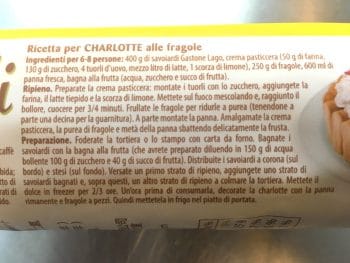 Ricetta per CHARLOTTE alle fragole
Ingredienti per 6-8 persone: 400 g di savoiardi Gastone Lago, crema pasticcera (50 g di farina,
130 g di zucchero, 4 tuorli d'uovo, mezzo litro di latte, 1 scorza di limone), 250 g di fragole, 600 ml di
panna fresca, bagna alla frutta (acqua, zucchero e succo di frutta).
Ripieno. Preparate la crema pasticcera: montate i tuorli con lo zucchero, aggiungete la
farina, il latte tiepido e la scorza di limone. Mettete sul fuoco mescolando e, raggiunto il
bollore, cuocere per 3/4 minuti. Frullate le fragole per ridurle a purea (tenendone a
parte una decina per la guarnitura). A parte montate la panna. Amalgamate la crema
pasticcera, la purea di fragole e metà della panna sbattendo delicatamente la frusta.
Preparazione. Foderate la tortiera o lo stampo con carta da forno. Bagnate i
savoiardi con la bagna alla frutta (che avrete preparato diluendo in 150 g di acqua
bollente 100 g di zucchero e 40 g di succo di frutta). Distribuite i savoiardi a corona (sul
bordo) e stesi (sul fondo). Versate un primo strato di ripieno, aggiungete uno strato di
savoiardi bagnati e, sopra questi, un altro strato di ripieno a colmare la tortiera. Mettete il
dolce in freezer per 2/3 ore. Un'ora prima di consumarla, decorate la charlotte con la panna
rimanente e fragole a pezzi. Quindi mettetela in frigo nel piatto di portata.
i
caffè
bida;
to di
ti di